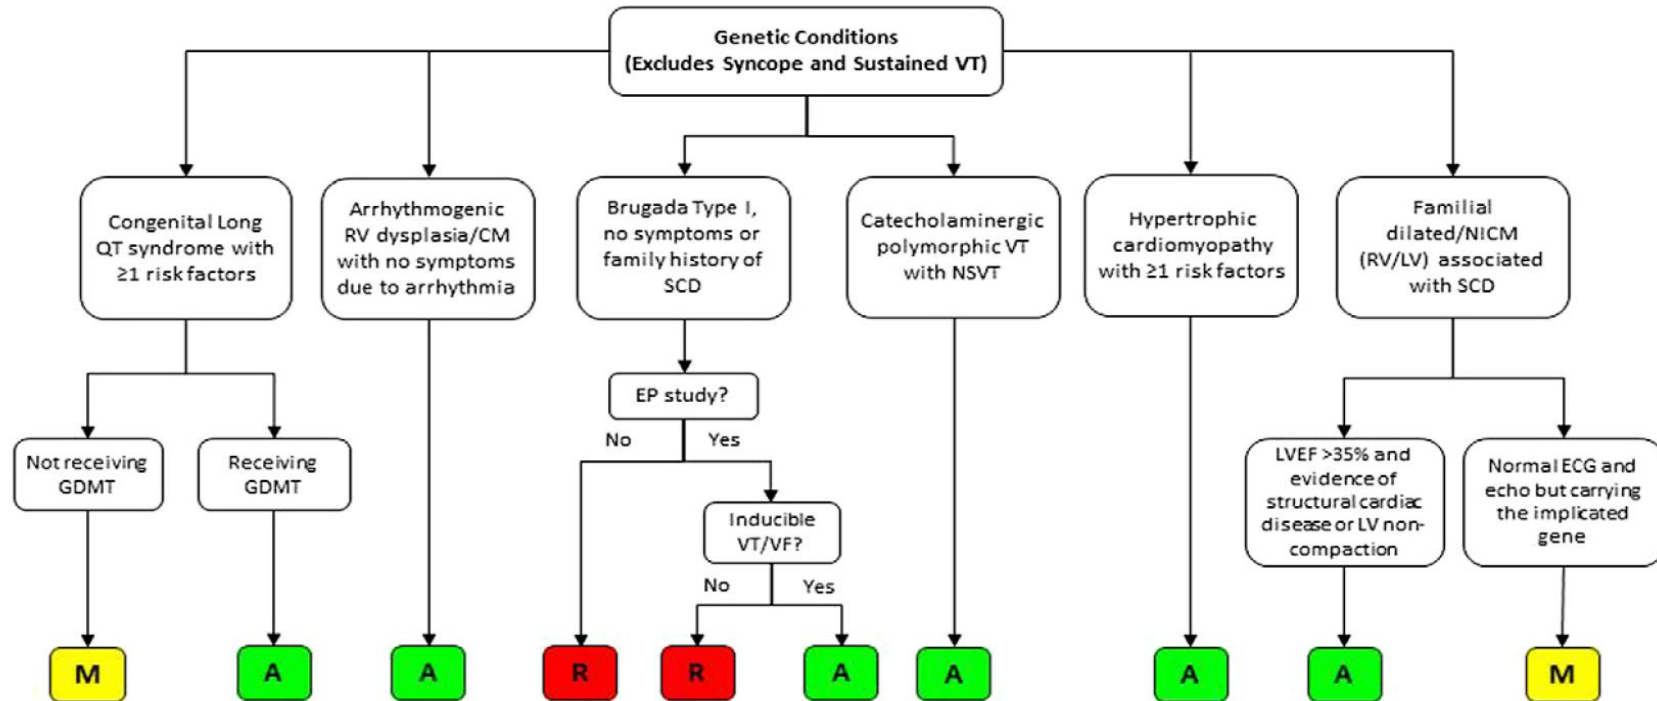 Genetic Conditions
(Excludes Syncope and Sustained VT)
Congenital Long
QT syndrome with
≥1 risk factors
Arrhythmogenic
RV dysplasia/CM
with no symptoms
due to arrhythmia
Brugada Type I,
no symptoms or
family history of
SCD
Catecholaminergic
polymorphic VT
with NSVT
Hypertrophic
cardiomyopathy
with ≥1 risk factors
Familial
dilated/NICM
(RV/LV) associated
with SCD
EP study?
No
Yes
Not receiving
GDMT
Receiving
GDMT
LVEF >35% and
evidence of
structural cardiac
disease or LV non-
compaction
Normal ECG and
echo but carrying
the implicated
gene
Inducible
VT/VF?
No
Yes
M
A
A
R
R
A
A
A
A
M